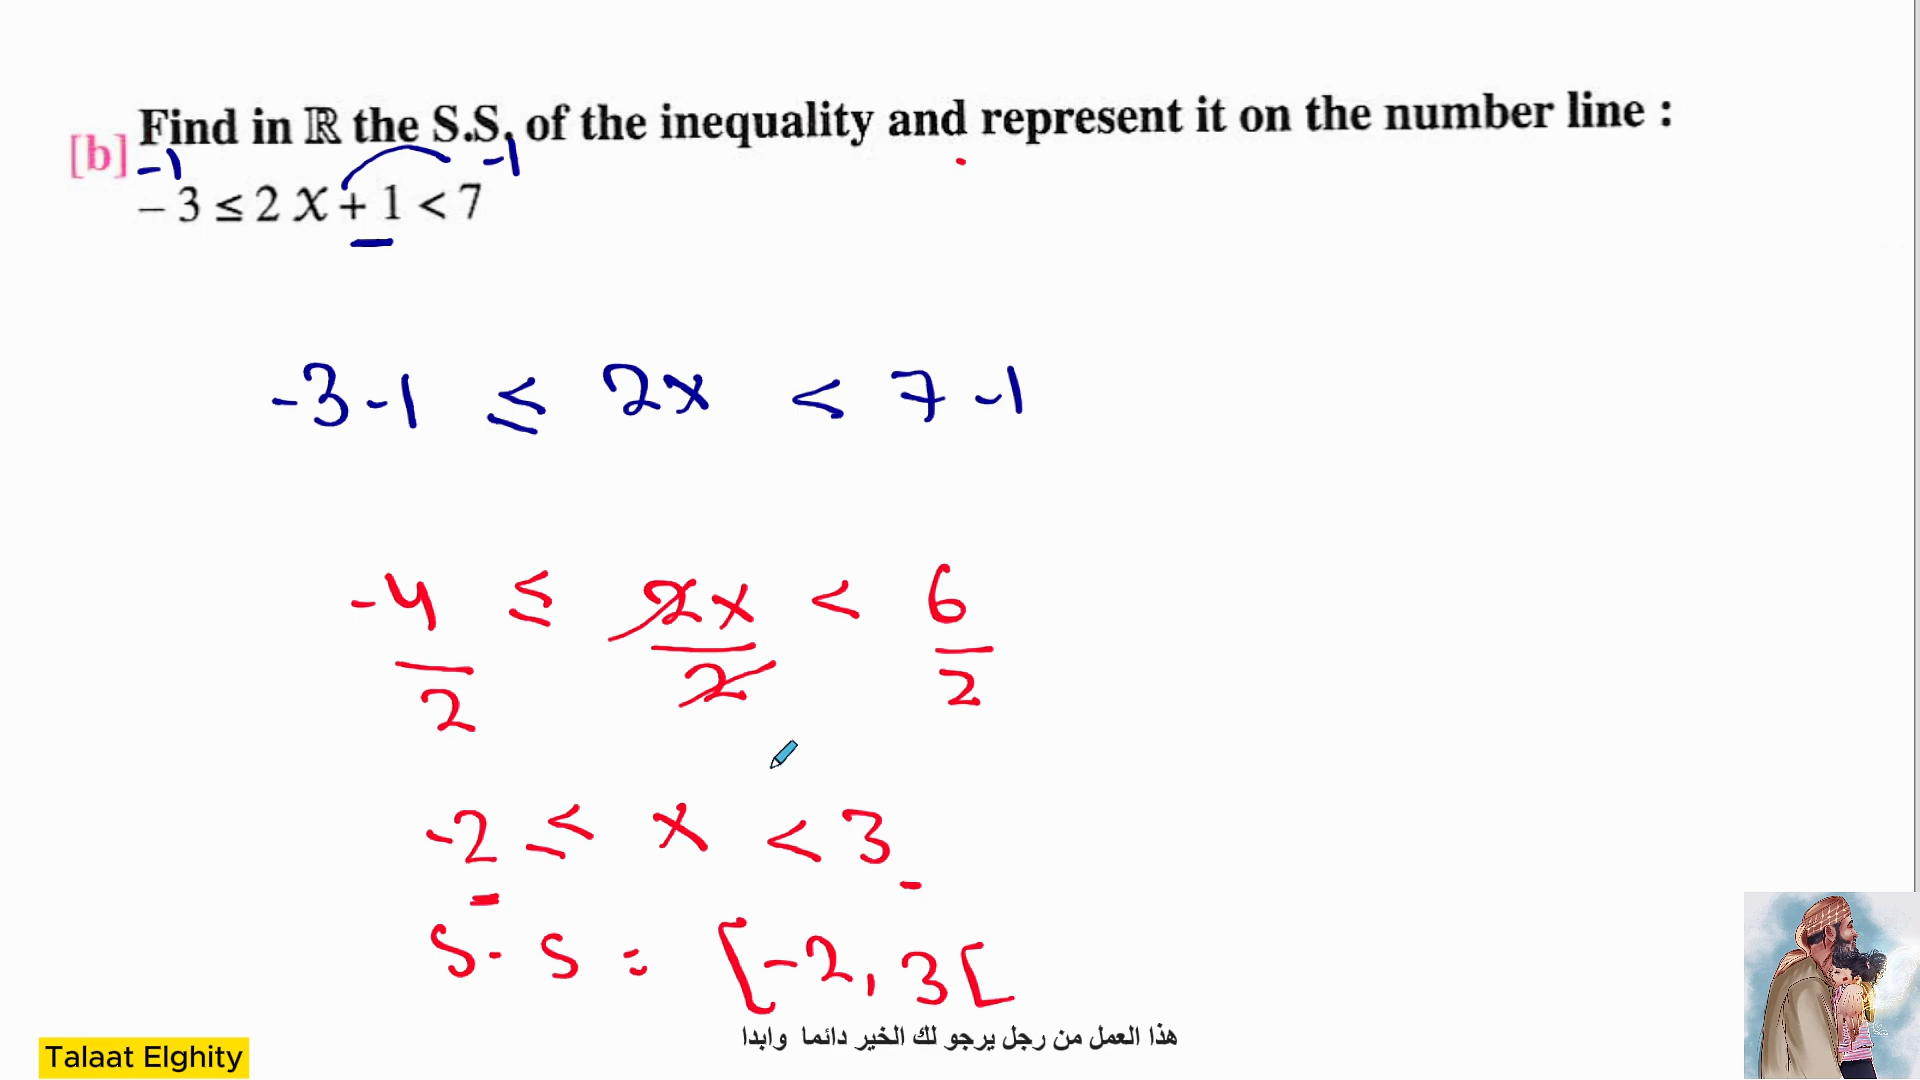 Find in ℝ the S.S. of the inequality and represent it on the number line :
[b]
-1 -1
– 3 ≤ 2 X + 1 < 7
-3 -1 ≤ 2x < 7 -1
-4/2 ≤ 2x/2 < 6/2
-2 ≤ x < 3
S.S = [-2, 3[
هذا العمل من رجل يرجو لك الخير دائما وابدا
Talaat Elghity